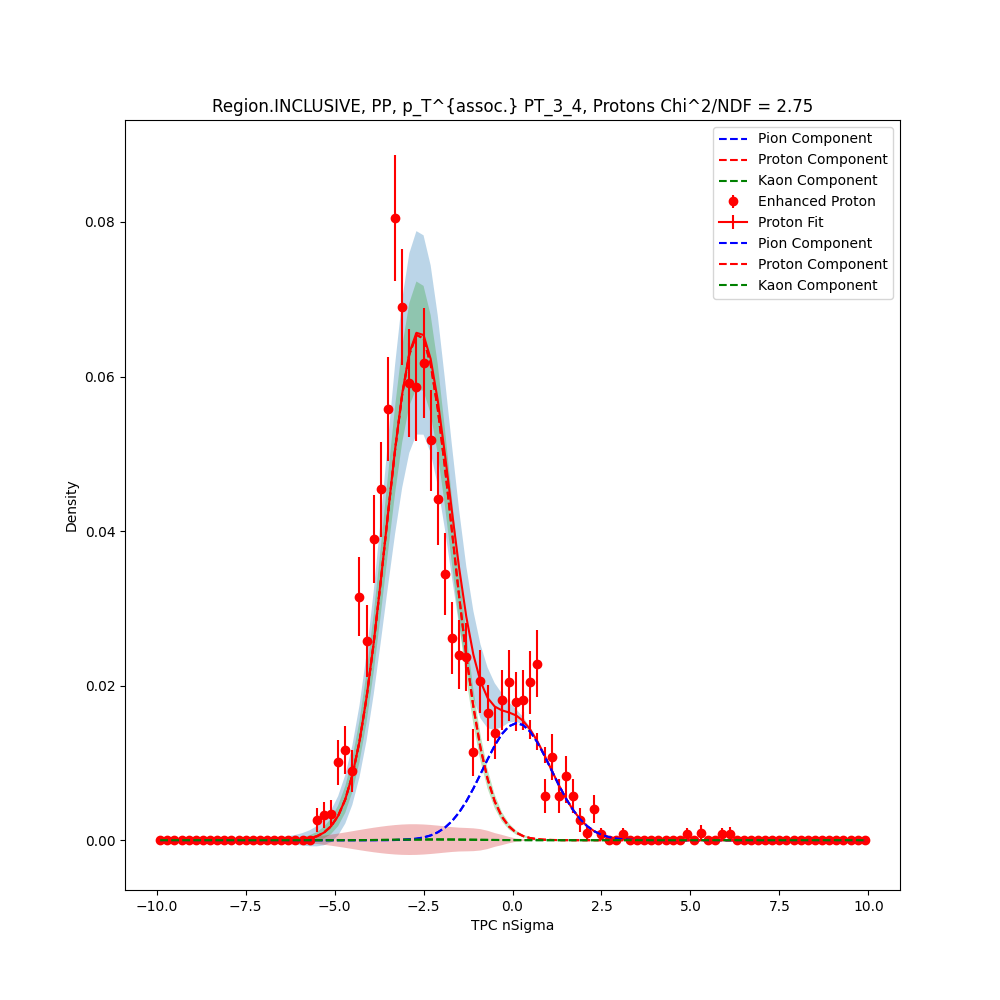 Region.INCLUSIVE, PP, p_T^{assoc.} PT_3_4, Protons Chi^2/NDF = 2.75
Pion Component
Proton Component
Kaon Component
Enhanced Proton
Proton Fit
Pion Component
Proton Component
Kaon Component
0.08
0.06
0.04
0.02
0.00
Density
−10.0 −7.5 −5.0 −2.5 0.0 2.5 5.0 7.5 10.0
TPC nSigma